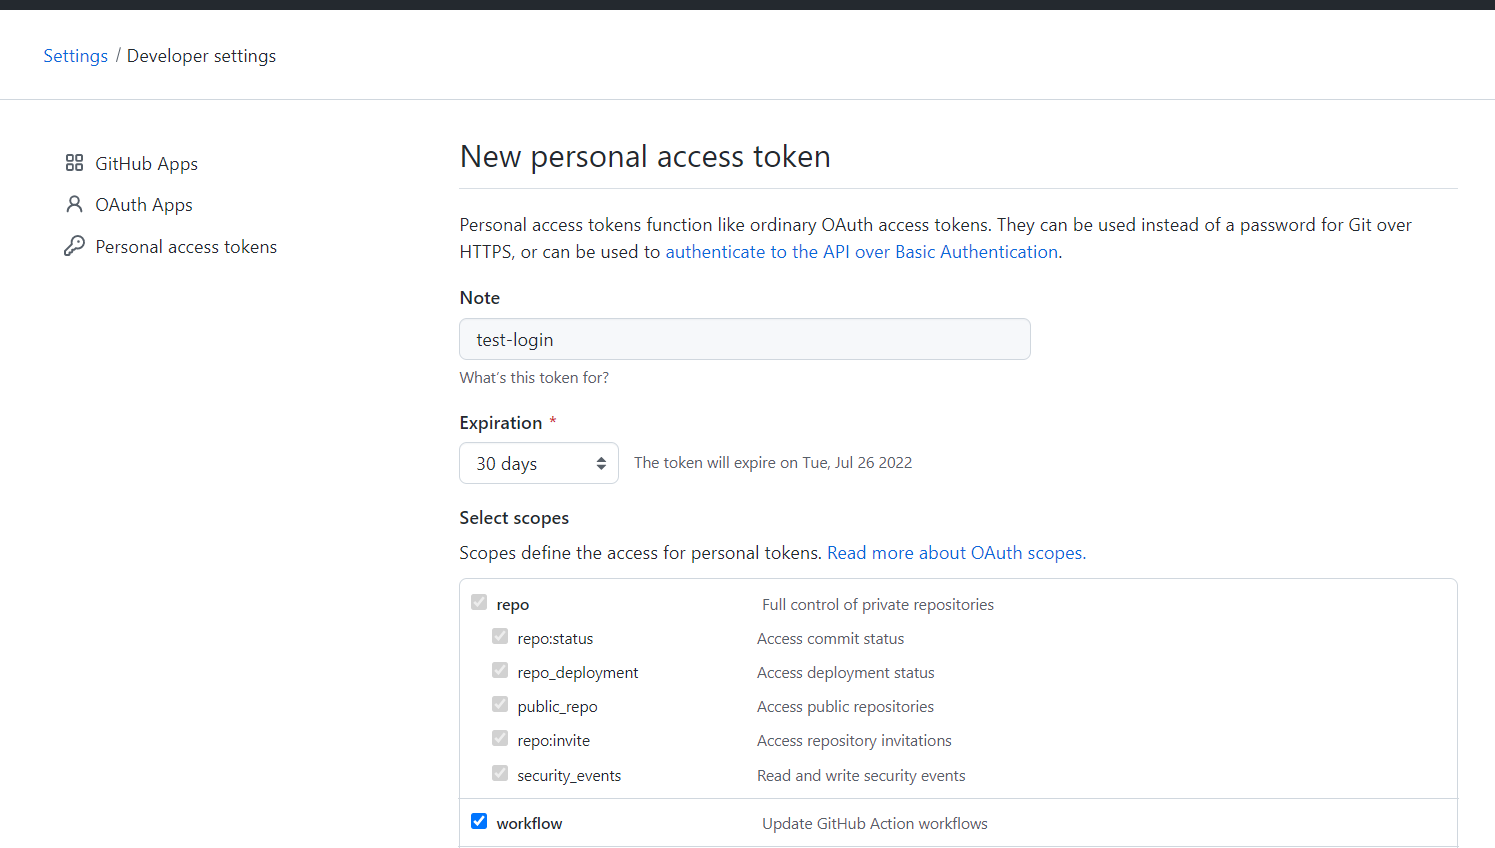 Settings / Developer settings
GitHub Apps
OAuth Apps
Personal access tokens
New personal access token
Personal access tokens function like ordinary OAuth access tokens. They can be used instead of a password for Git over
HTTPS, or can be used to authenticate to the API over Basic Authentication.
Note
test-login
What's this token for?
Expiration *
30 days The token will expire on Tue, Jul 26 2022
Select scopes
Scopes define the access for personal tokens. Read more about OAuth scopes.
repo Full control of private repositories
repo:status Access commit status
repo_deployment Access deployment status
public_repo Access public repositories
repo:invite Access repository invitations
security_events Read and write security events
workflow Update GitHub Action workflows